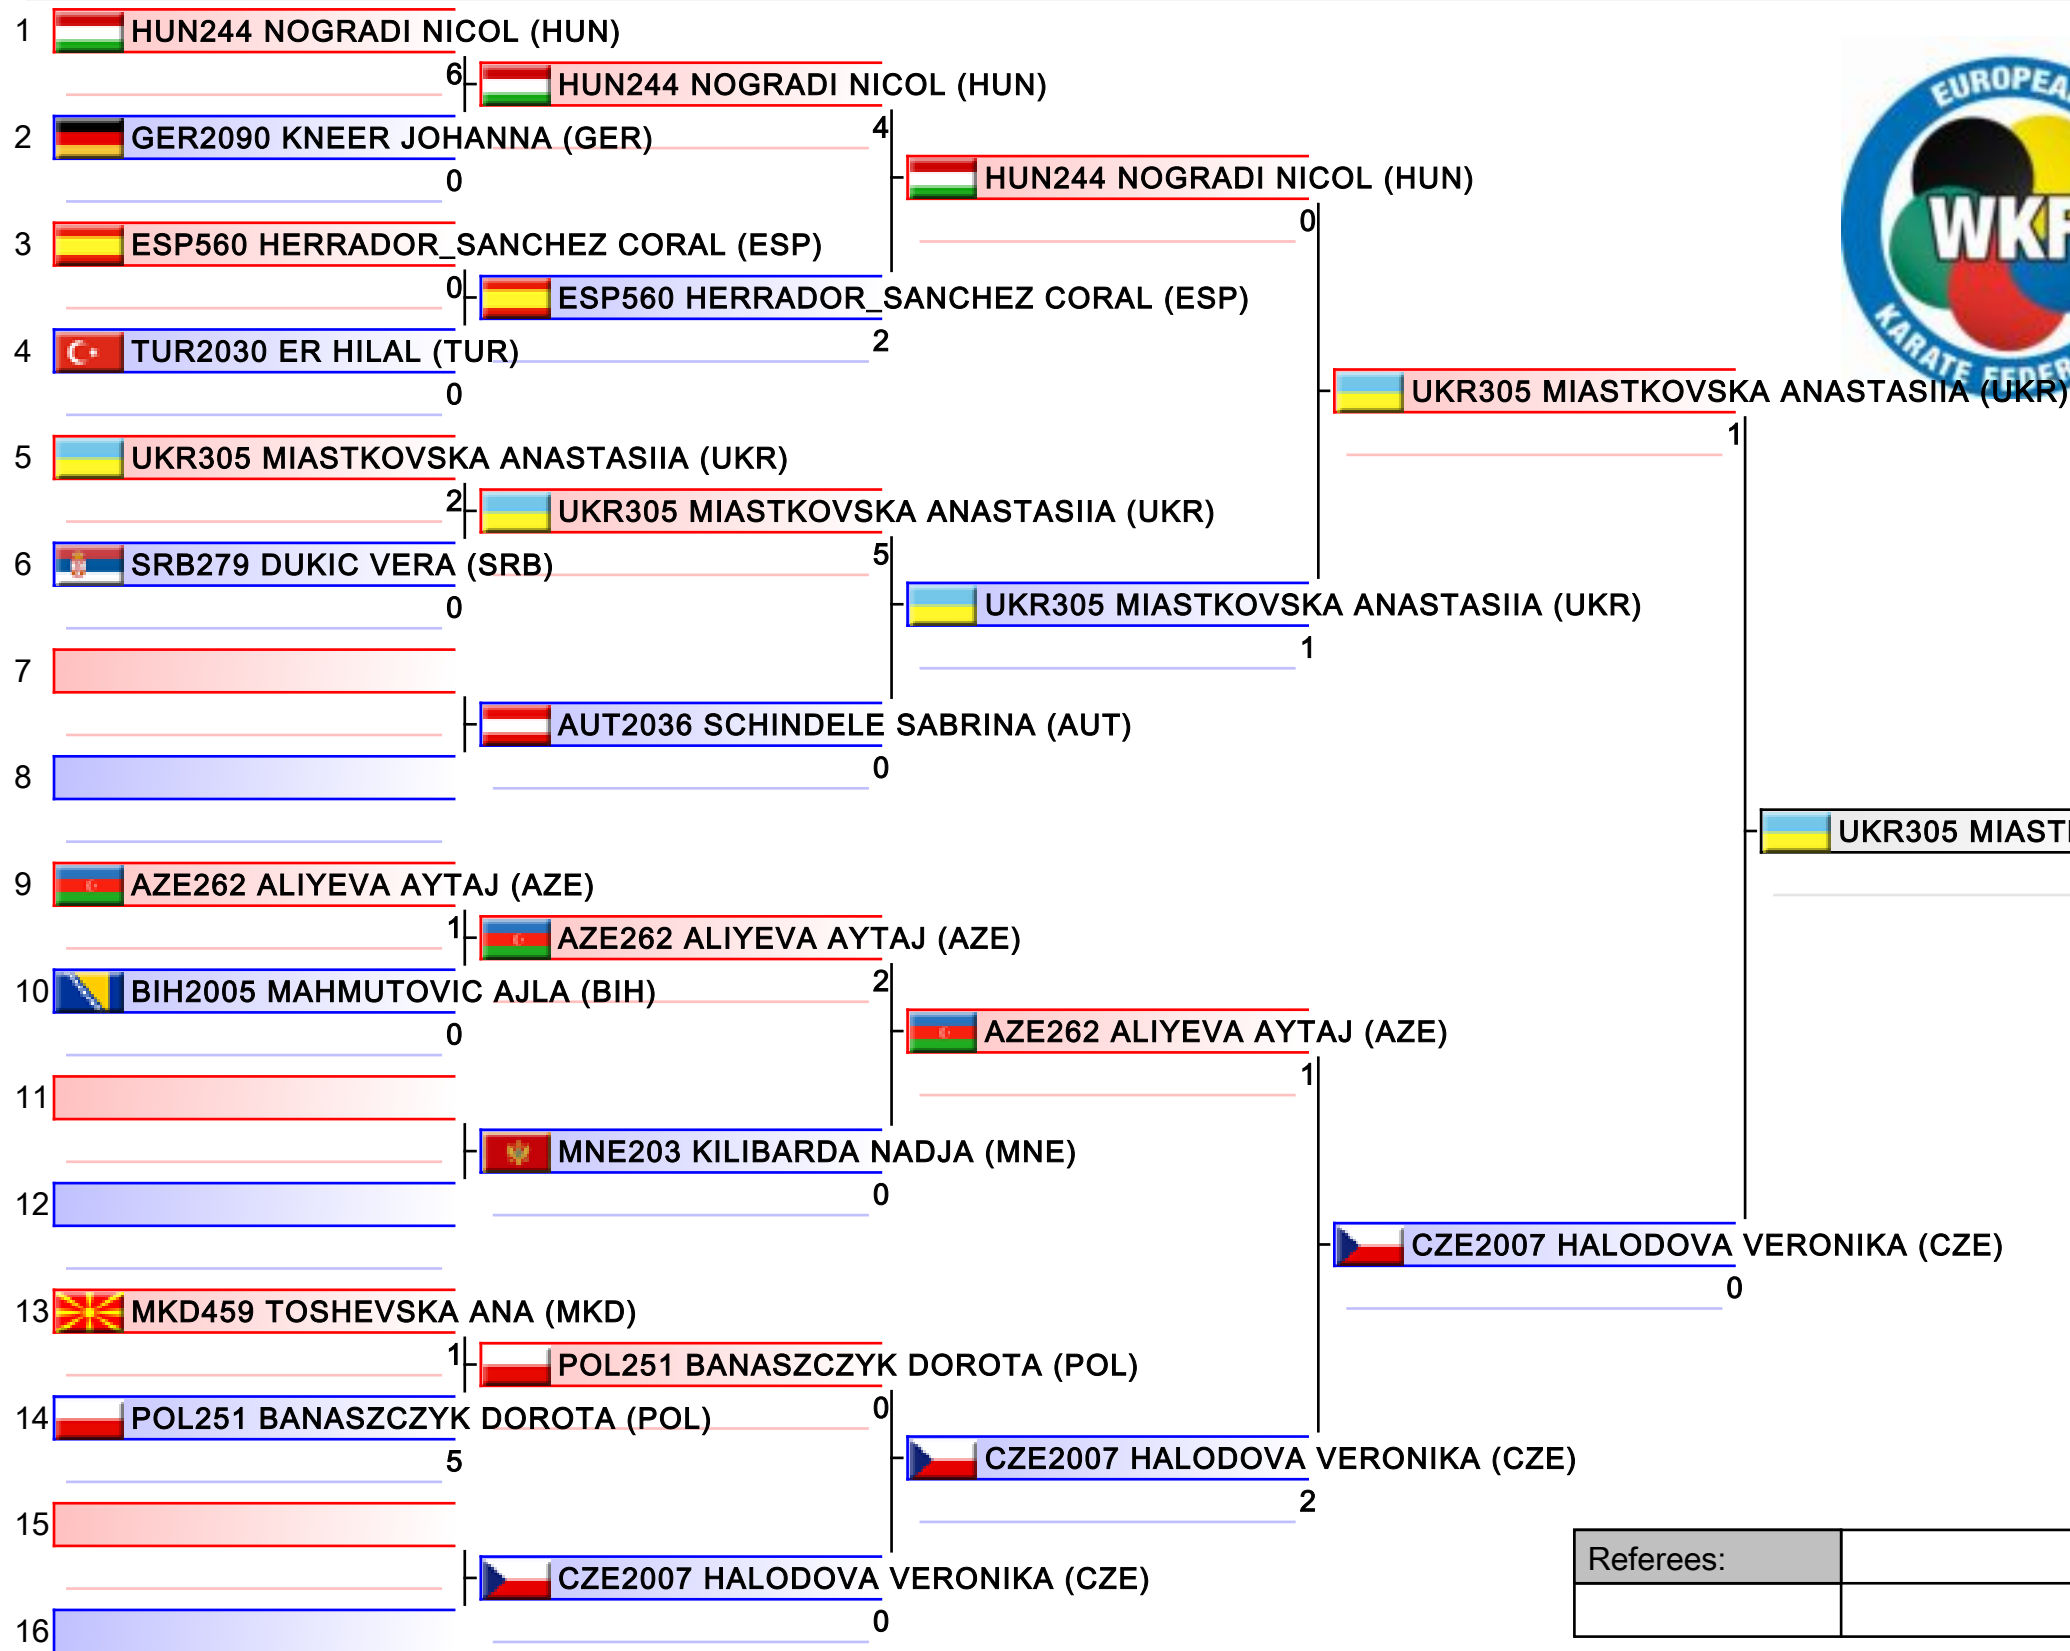 1 HUN244 NOGRADI NICOL (HUN)
6 HUN244 NOGRADI NICOL (HUN)
2 GER2090 KNEER JOHANNA (GER)
4
0
HUN244 NOGRADI NICOL (HUN)
3 ESP560 HERRADOR_SANCHEZ CORAL (ESP)
0
0 ESP560 HERRADOR_SANCHEZ CORAL (ESP)
4 TUR2030 ER HILAL (TUR)
2
0
UKR305 MIASTKOVSKA ANASTASIIA (UKR)
1
5 UKR305 MIASTKOVSKA ANASTASIIA (UKR)
2 UKR305 MIASTKOVSKA ANASTASIIA (UKR)
6 SRB279 DUKIC VERA (SRB)
5
0
UKR305 MIASTKOVSKA ANASTASIIA (UKR)
1
7
AUT2036 SCHINDELE SABRINA (AUT)
8
0
UKR305 MIAST
9 AZE262 ALIYEVA AYTAJ (AZE)
1 AZE262 ALIYEVA AYTAJ (AZE)
10 BIH2005 MAHMUTOVIC AJLA (BIH)
2
0
AZE262 ALIYEVA AYTAJ (AZE)
1
11
MNE203 KILIBARDA NADJA (MNE)
12
0
CZE2007 HALODOVA VERONIKA (CZE)
0
13 MKD459 TOSHEVSKA ANA (MKD)
1 POL251 BANASZCZYK DOROTA (POL)
14 POL251 BANASZCZYK DOROTA (POL)
0
5
CZE2007 HALODOVA VERONIKA (CZE)
2
15
CZE2007 HALODOVA VERONIKA (CZE)
16
0
Referees:
EUROPEA
WKF
KARATE FEDER